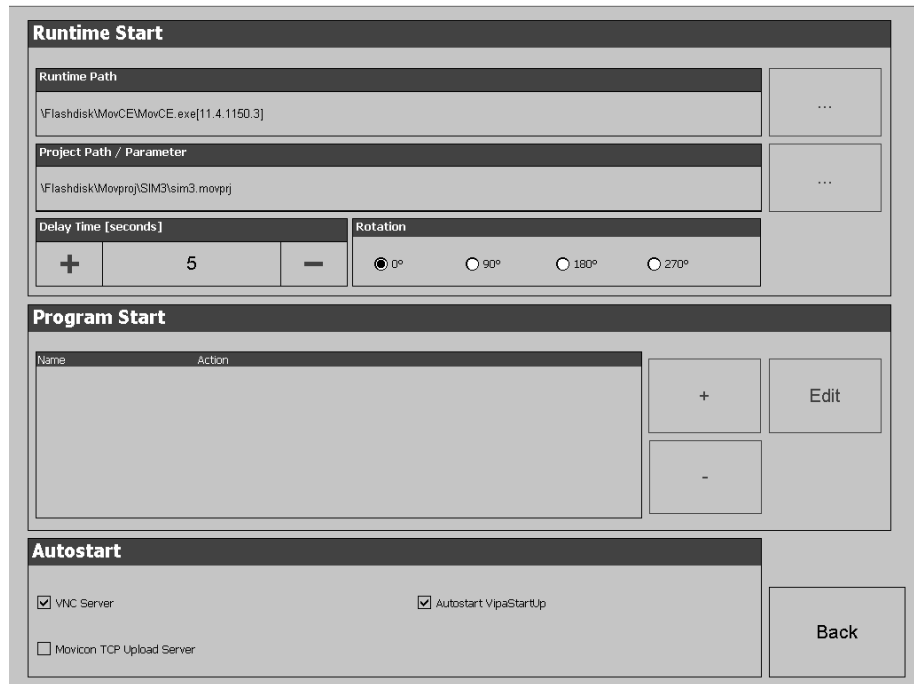 Runtime Start
Runtime Path
\Flashdisk\MovCE\MovCE.exe[11.4.1150.3]
...
Project Path / Parameter
\Flashdisk\Movproj\SIM3\sim3.movprj
...
Delay Time [seconds]
+ 5 −
Rotation
0° 90° 180° 270°
Program Start
Name Action
+
Edit
-
Autostart
VNC Server
Autostart VipaStartUp
Movicon TCP Upload Server
Back